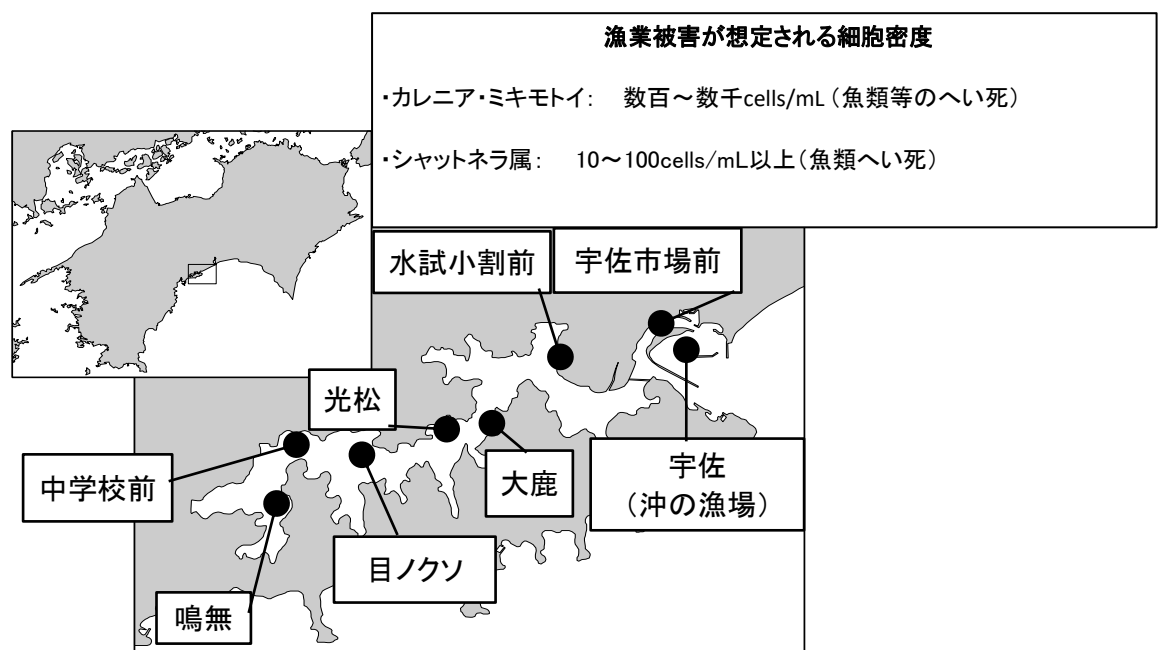 漁業被害が想定される細胞密度
・カレニア・ミキモトイ： 数百～数千cells/mL（魚類等のへい死）
・シャットネラ属： 10～100cells/mL以上（魚類へい死）
水試小割前
宇佐市場前
光松
中学校前
大鹿
宇佐
（沖の漁場）
目ノクソ
鳴無